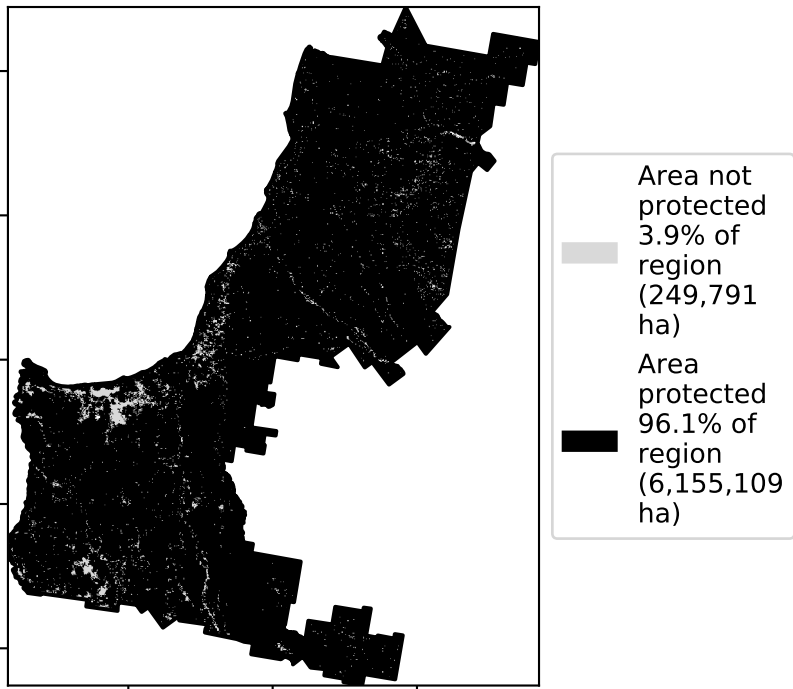 Area not
protected
3.9% of
region
(249,791
ha)
Area
protected
96.1% of
region
(6,155,109
ha)